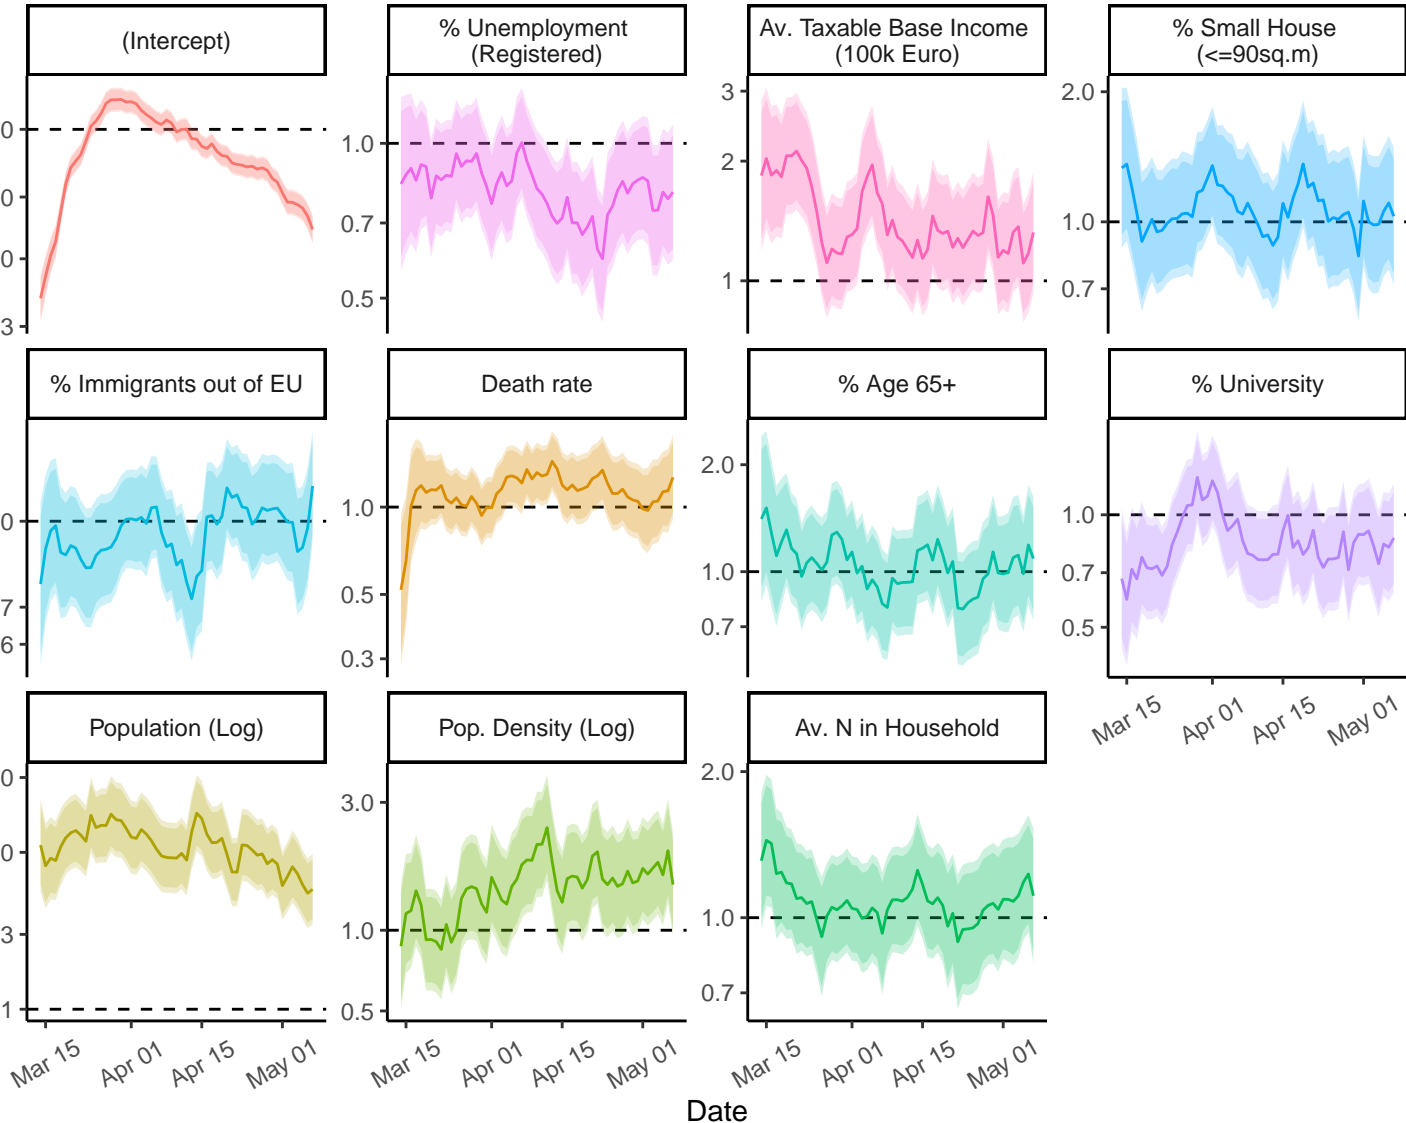 (Intercept)
% Unemployment
(Registered)
Av. Taxable Base Income
(100k Euro)
% Small House
(<=90sq.m)
0
0
0
3
1.0
0.7
0.5
3
2
1
2.0
1.0
0.7
% Immigrants out of EU
Death rate
% Age 65+
% University
0
7
6
1.0
0.5
0.3
2.0
1.0
0.7
1.0
0.7
0.5
Mar 15
Apr 01
Apr 15
May 01
Population (Log)
Pop. Density (Log)
Av. N in Household
0
0
3
1
3.0
1.0
0.5
2.0
1.0
0.7
Mar 15
Apr 01
Apr 15
May 01
Mar 15
Apr 01
Apr 15
May 01
Mar 15
Apr 01
Apr 15
May 01
Date